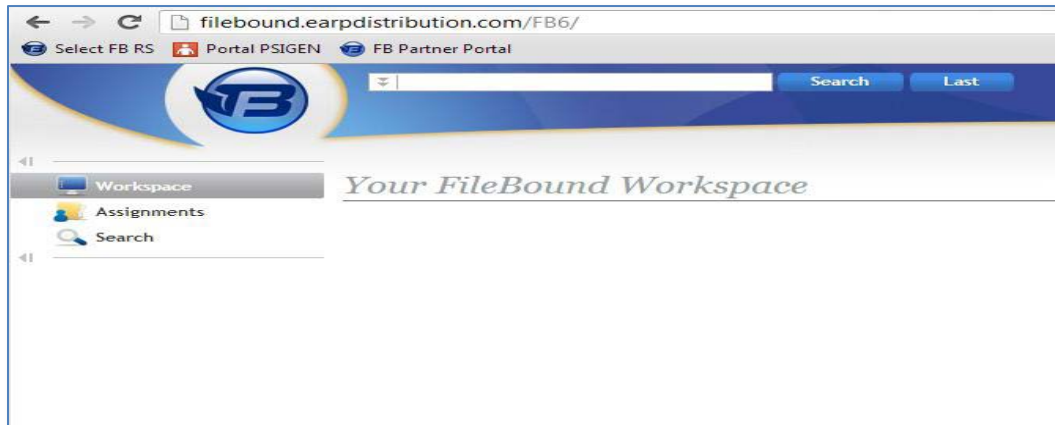 filebound.earpdistribution.com/FB6/
Select FB RS Portal PSIGEN FB Partner Portal
FB Search Last
Workspace
Your FileBound Workspace
Assignments
Search